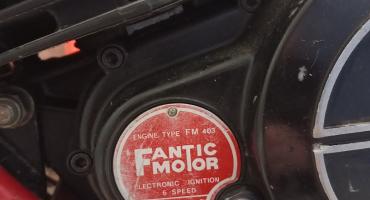 ENGINE TYPE FM 403
FANTIC
MOTOR
ELECTRONIC IGNITION
6 SPEED